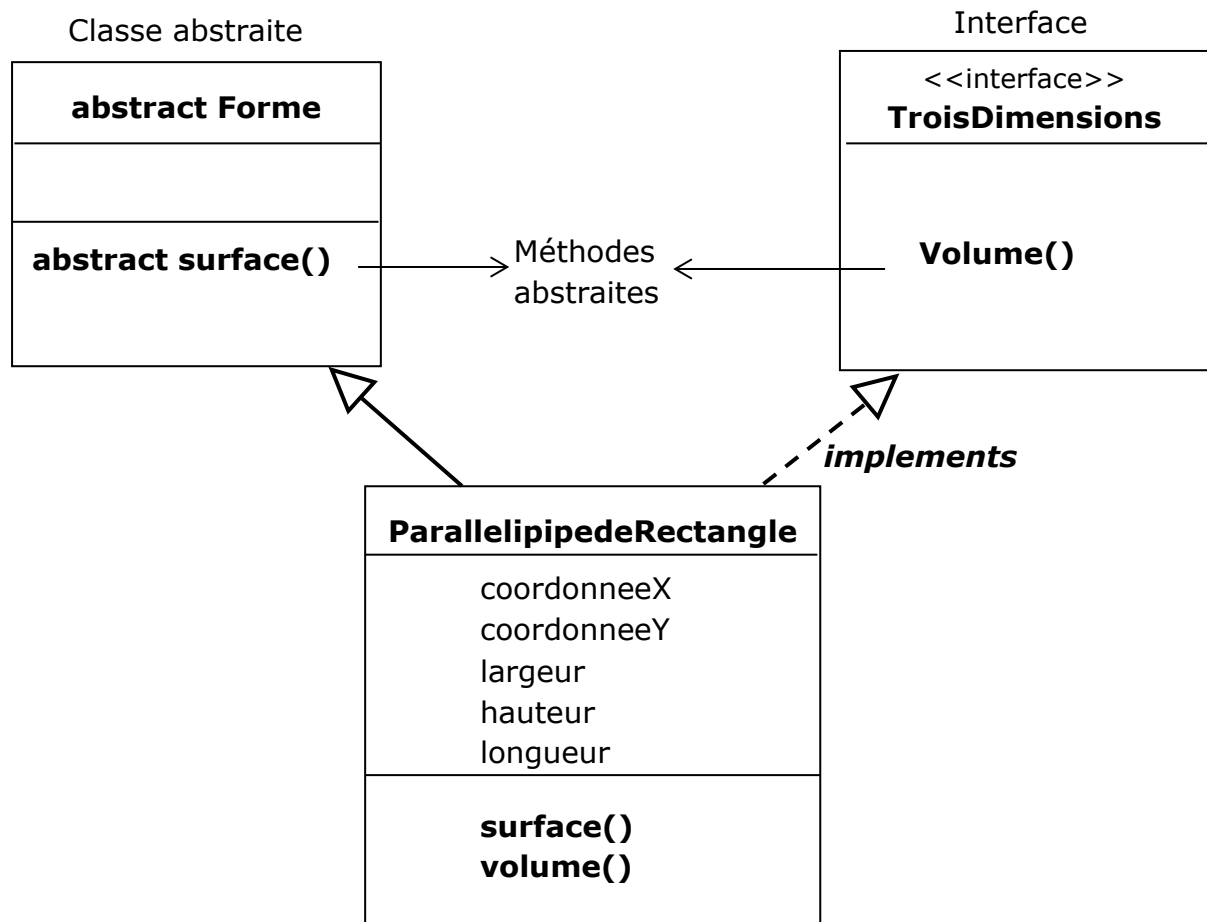 Classe abstraite
abstract Forme
abstract surface()
Méthodes
abstraites
Interface
<<interface>>
TroisDimensions
Volume()
implements
ParallelipipedeRectangle
coordonneeX
coordonneeY
largeur
hauteur
longueur
surface()
volume()